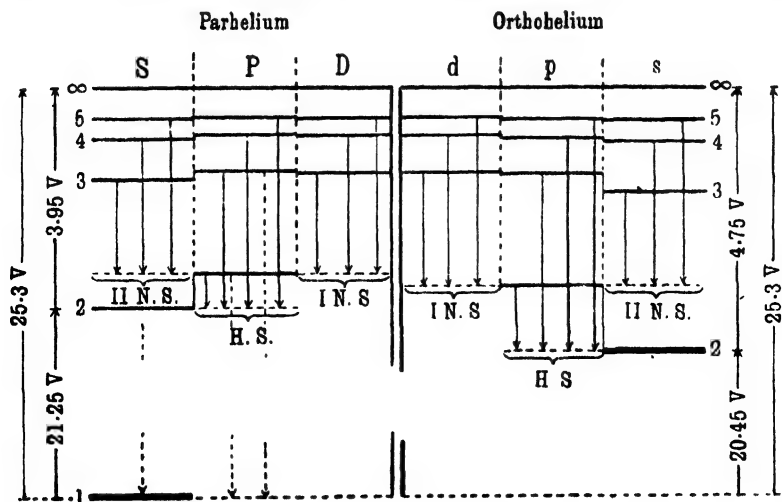 Parhelium Orthohelium
S P D d p s
∞ ∞
5 5
4 4
3 3
II N. S. I N. S I N. S II N. S.
2 H. S. H S 2
1
25·3 V
3·95 V
21·25 V
4·75 V
20·45 V
25·3 V